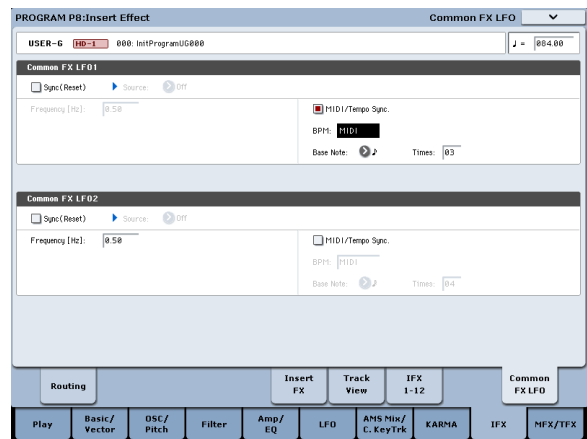 PROGRAM P8:Insert Effect Common FX LFO
USER-G HD-1 000: InitProgramUG000 ♩ = 084.00
Common FX LFO1
Sync(Reset) Source: Off
Frequency [Hz]: 0.50 MIDI/Tempo Sync.
BPM: MIDI
Base Note: ♪ Times: 03
Common FX LFO2
Sync(Reset) Source: Off
Frequency [Hz]: 0.50 MIDI/Tempo Sync.
BPM: MIDI
Base Note: ♪ Times: 04
Routing Insert FX Track View IFX 1-12 Common FX LFO
Play Basic/Vector OSC/Pitch Filter Amp/EQ LFO AMS Mix/C.KeyTrk KARMA IFX MFX/TFX